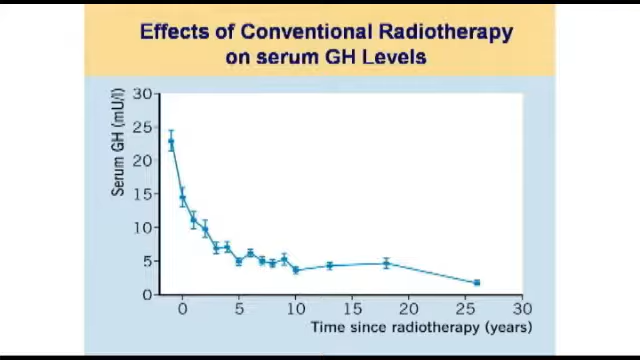 Effects of Conventional Radiotherapy
on serum GH Levels
Serum GH (mU/l)
30
25
20
15
10
5
0
0 5 10 15 20 25 30
Time since radiotherapy (years)